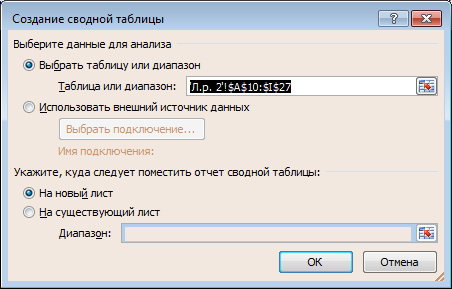 Создание сводной таблицы
Выберите данные для анализа
Выбрать таблицу или диапазон
Таблица или диапазон: 'Л.р. 2'!$A$10:$I$27
Использовать внешний источник данных
Выбрать подключение...
Имя подключения:
Укажите, куда следует поместить отчет сводной таблицы:
На новый лист
На существующий лист
Диапазон:
ОК Отмена